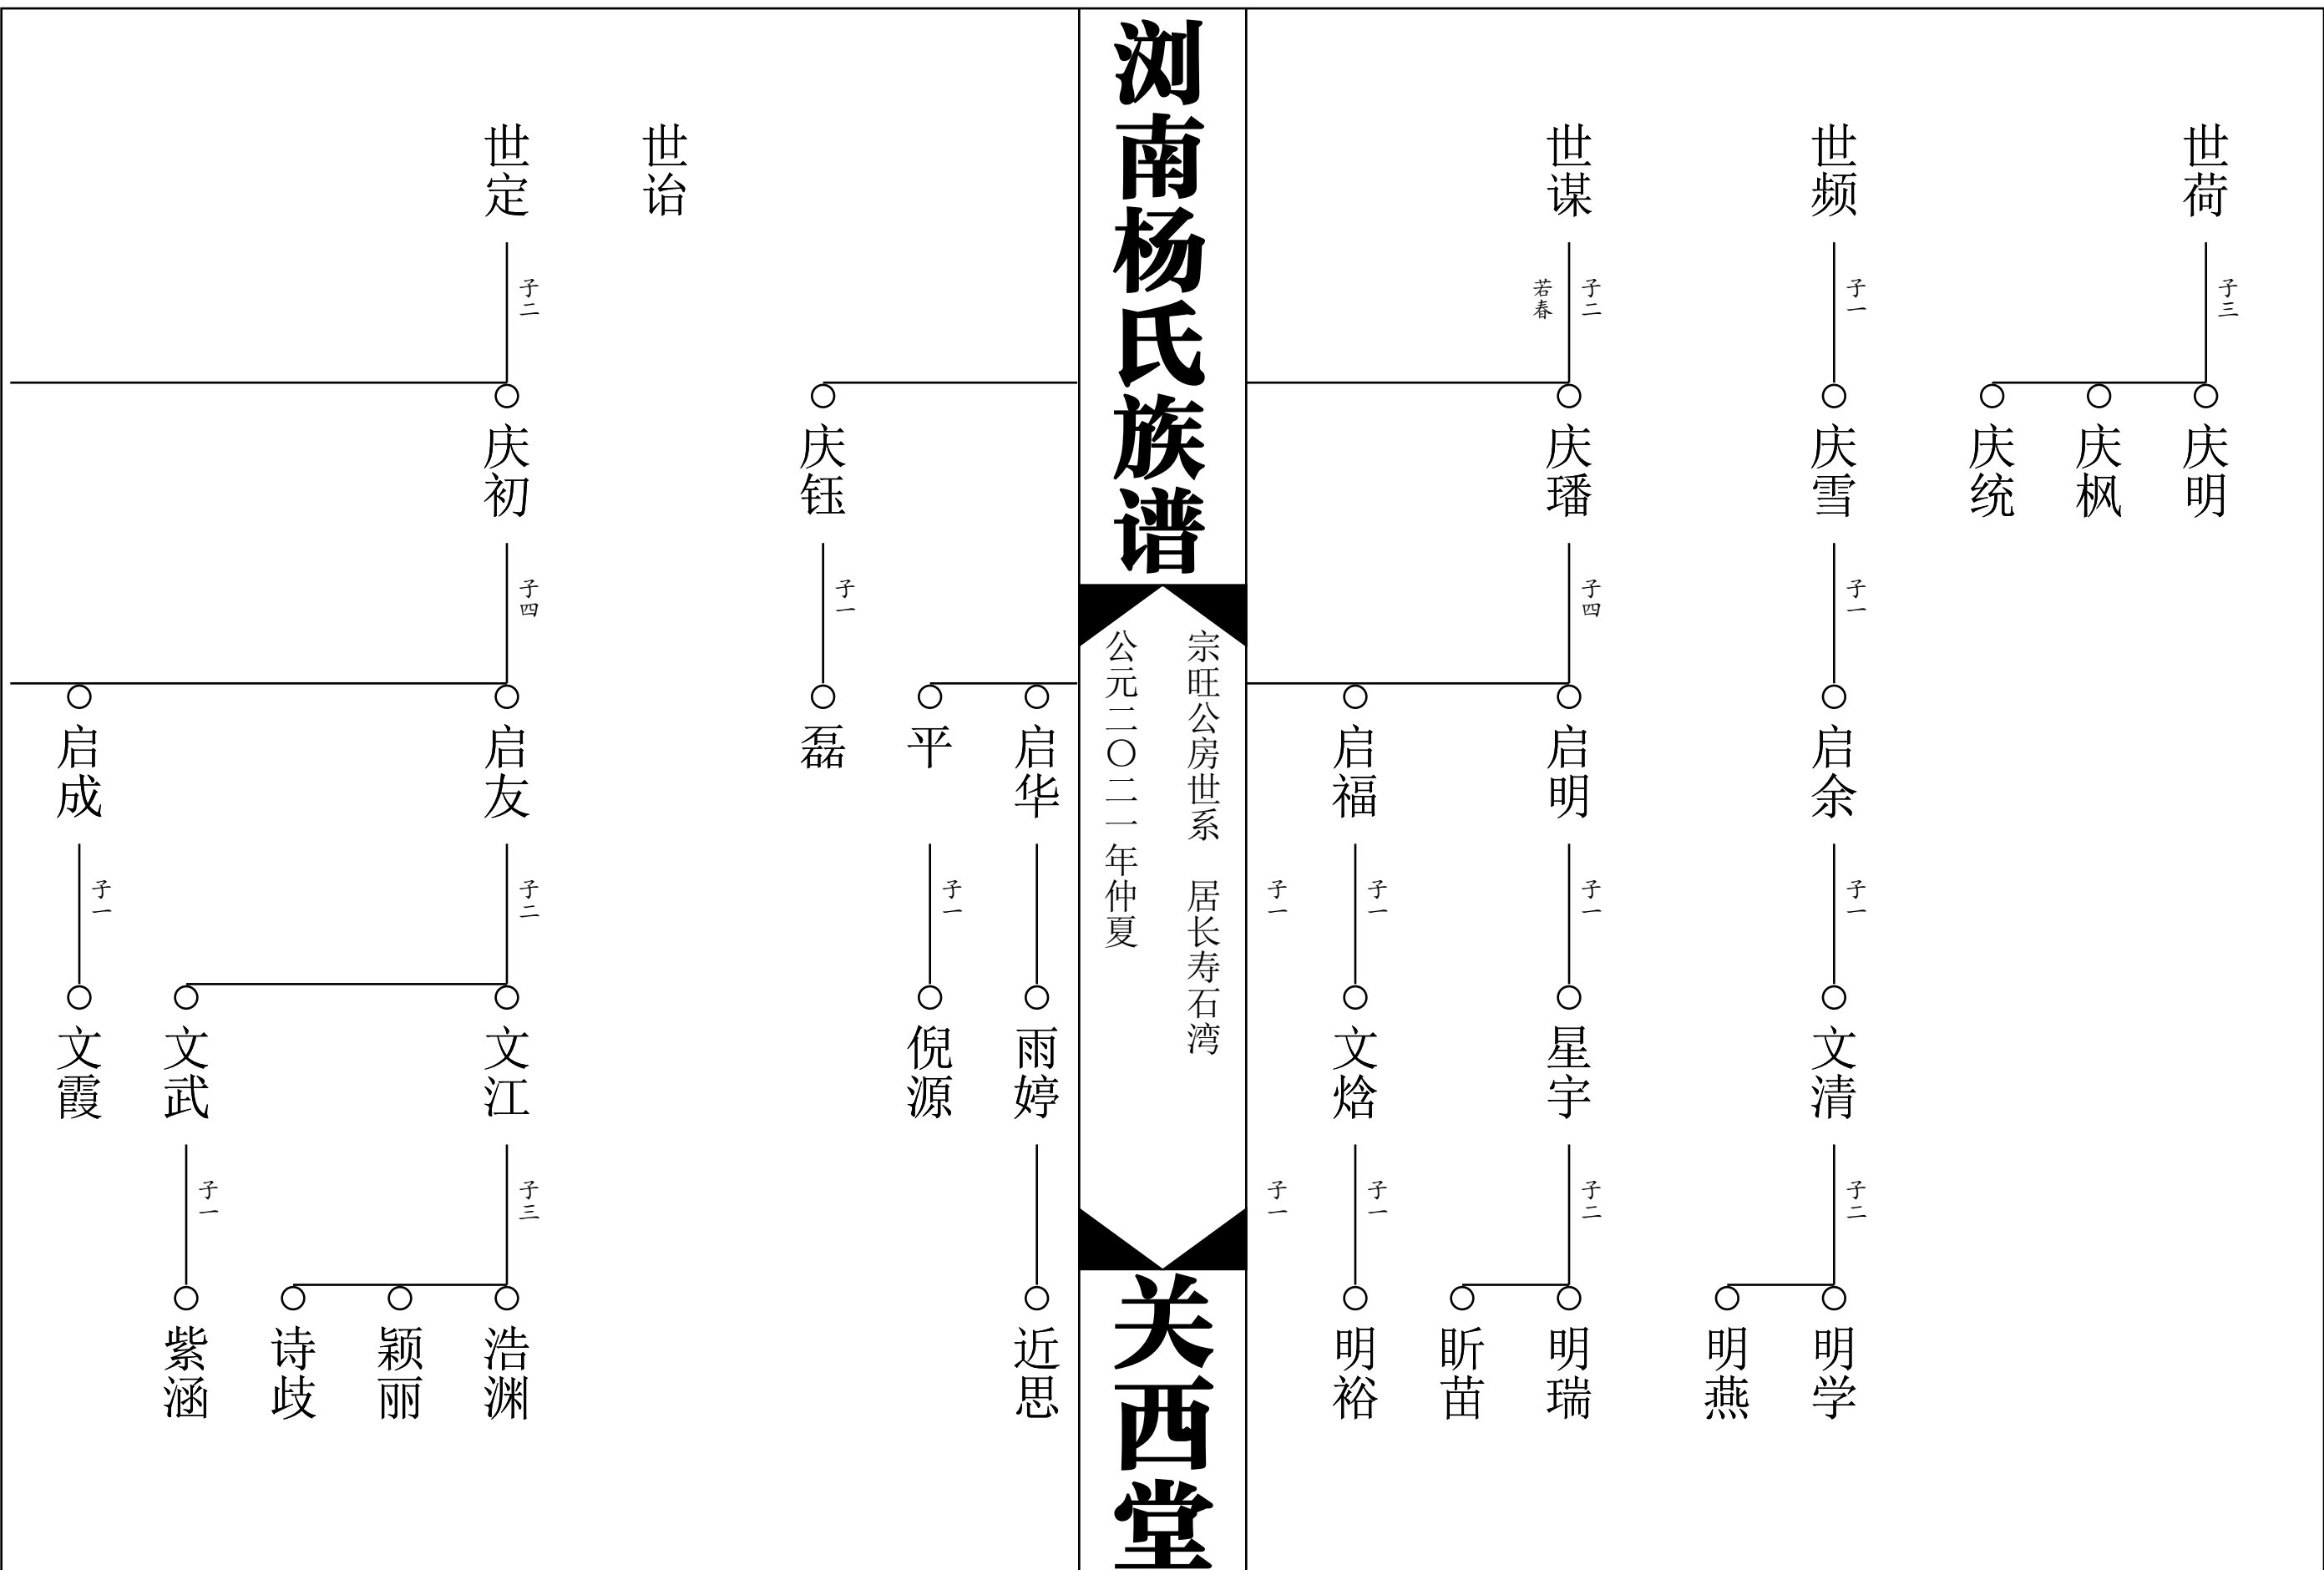 世荷
子三
庆明
庆枫
庆统
世频
子一
庆雪
子一
启余
子一
文清
子二
明学
明燕
世谋
子二
若春
庆璠
子四
启明
子一
星宇
子二
明瑞
昕苗
启福
子一
文焓
子一
明裕
子一
子一
浏南杨氏族谱
宗旺公房世系 居长寿石湾
公元二〇二一年仲夏
关西堂
启华
雨婷
近思
平
子一
倪源
庆钰
子一
磊
世诒
世定
子二
庆初
子四
启友
子二
文江
子三
浩渊
颖丽
诗歧
文武
子一
紫涵
启成
子一
文霞